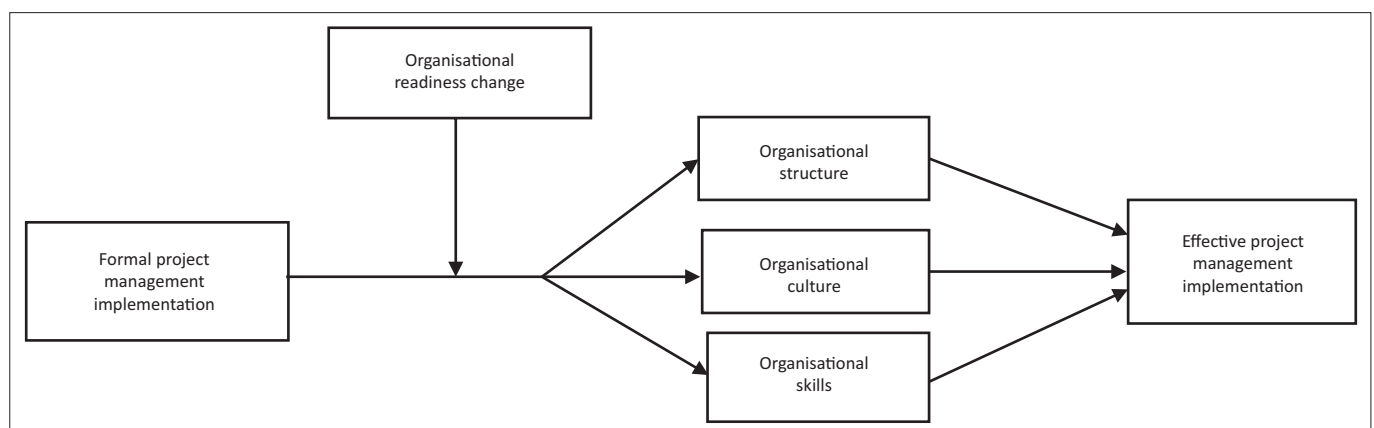 Organisational
readiness change
Organisational
structure
Formal project
management
implementation
Organisational
culture
Effective project
management
implementation
Organisational
skills